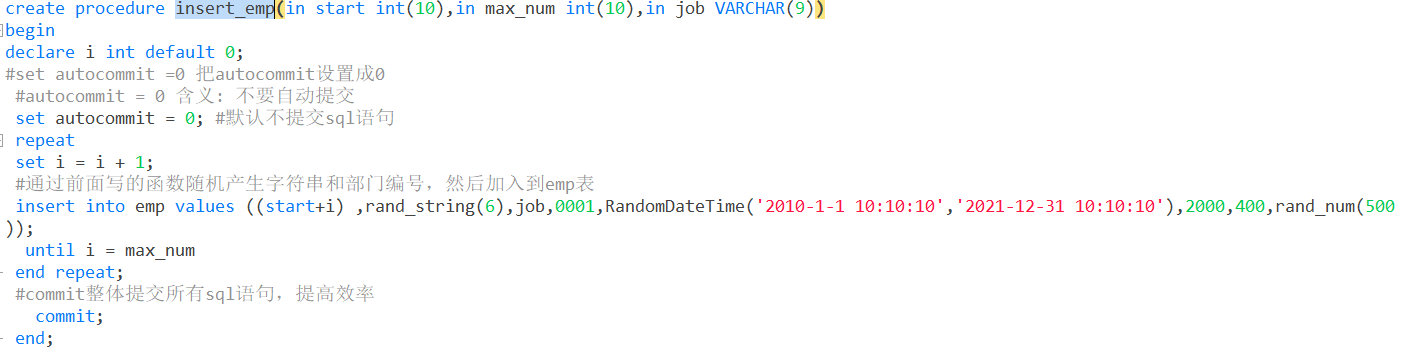 create procedure insert_emp(in start int(10),in max_num int(10),in job VARCHAR(9))
begin
declare i int default 0;
#set autocommit =0 把autocommit设置成0
#autocommit = 0 含义: 不要自动提交
set autocommit = 0; #默认不提交sql语句
repeat
set i = i + 1;
#通过前面写的函数随机产生字符串和部门编号，然后加入到emp表
insert into emp values ((start+i) ,rand_string(6),job,0001,RandomDateTime('2010-1-1 10:10:10','2021-12-31 10:10:10'),2000,400,rand_num(500
));
until i = max_num
end repeat;
#commit整体提交所有sql语句，提高效率
commit;
end;